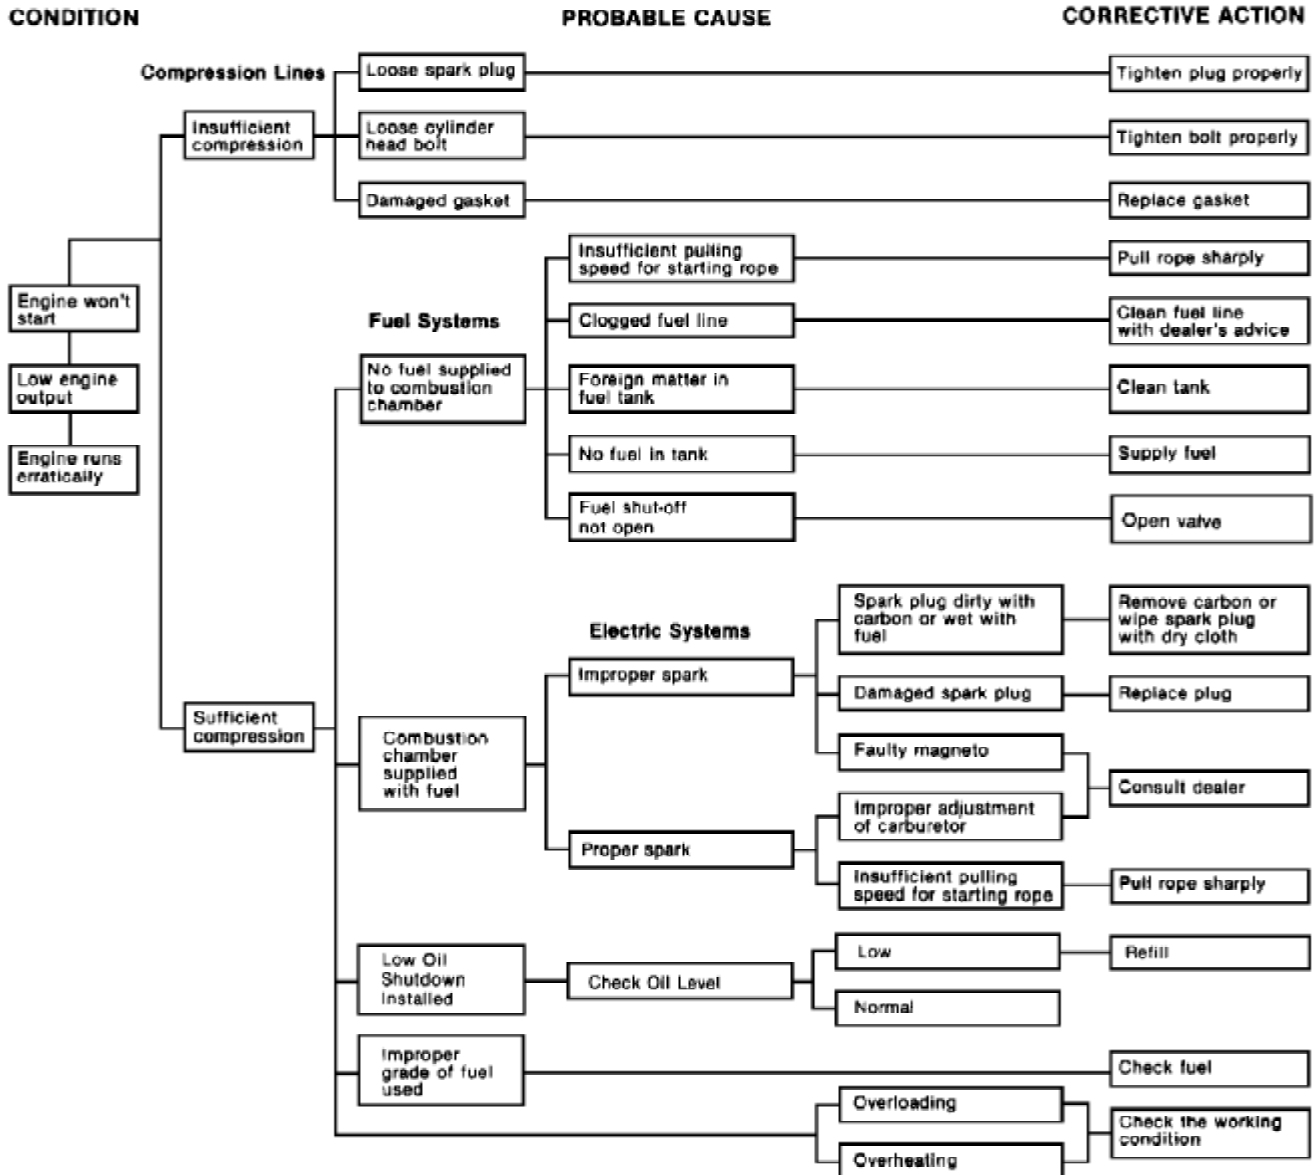 CONDITION
PROBABLE CAUSE
CORRECTIVE ACTION
Compression Lines
Loose spark plug
Tighten plug properly
Insufficient
compression
Loose cylinder
head bolt
Tighten bolt properly
Damaged gasket
Replace gasket
Engine won't
start
Low engine
output
Engine runs
erratically
Fuel Systems
No fuel supplied
to combustion
chamber
Insufficient pulling
speed for starting rope
Pull rope sharply
Clogged fuel line
Clean fuel line
with dealer's advice
Foreign matter in
fuel tank
Clean tank
No fuel in tank
Supply fuel
Fuel shut-off
not open
Open valve
Sufficient
compression
Electric Systems
Combustion
chamber
supplied
with fuel
Improper spark
Spark plug dirty with
carbon or wet with
fuel
Remove carbon or
wipe spark plug
with dry cloth
Damaged spark plug
Replace plug
Faulty magneto
Consult dealer
Proper spark
Improper adjustment
of carburetor
Insufficient pulling
speed for starting rope
Pull rope sharply
Low Oil
Shutdown
Installed
Check Oil Level
Low
Refill
Normal
Improper
grade of fuel
used
Check fuel
Overloading
Check the working
condition
Overheating